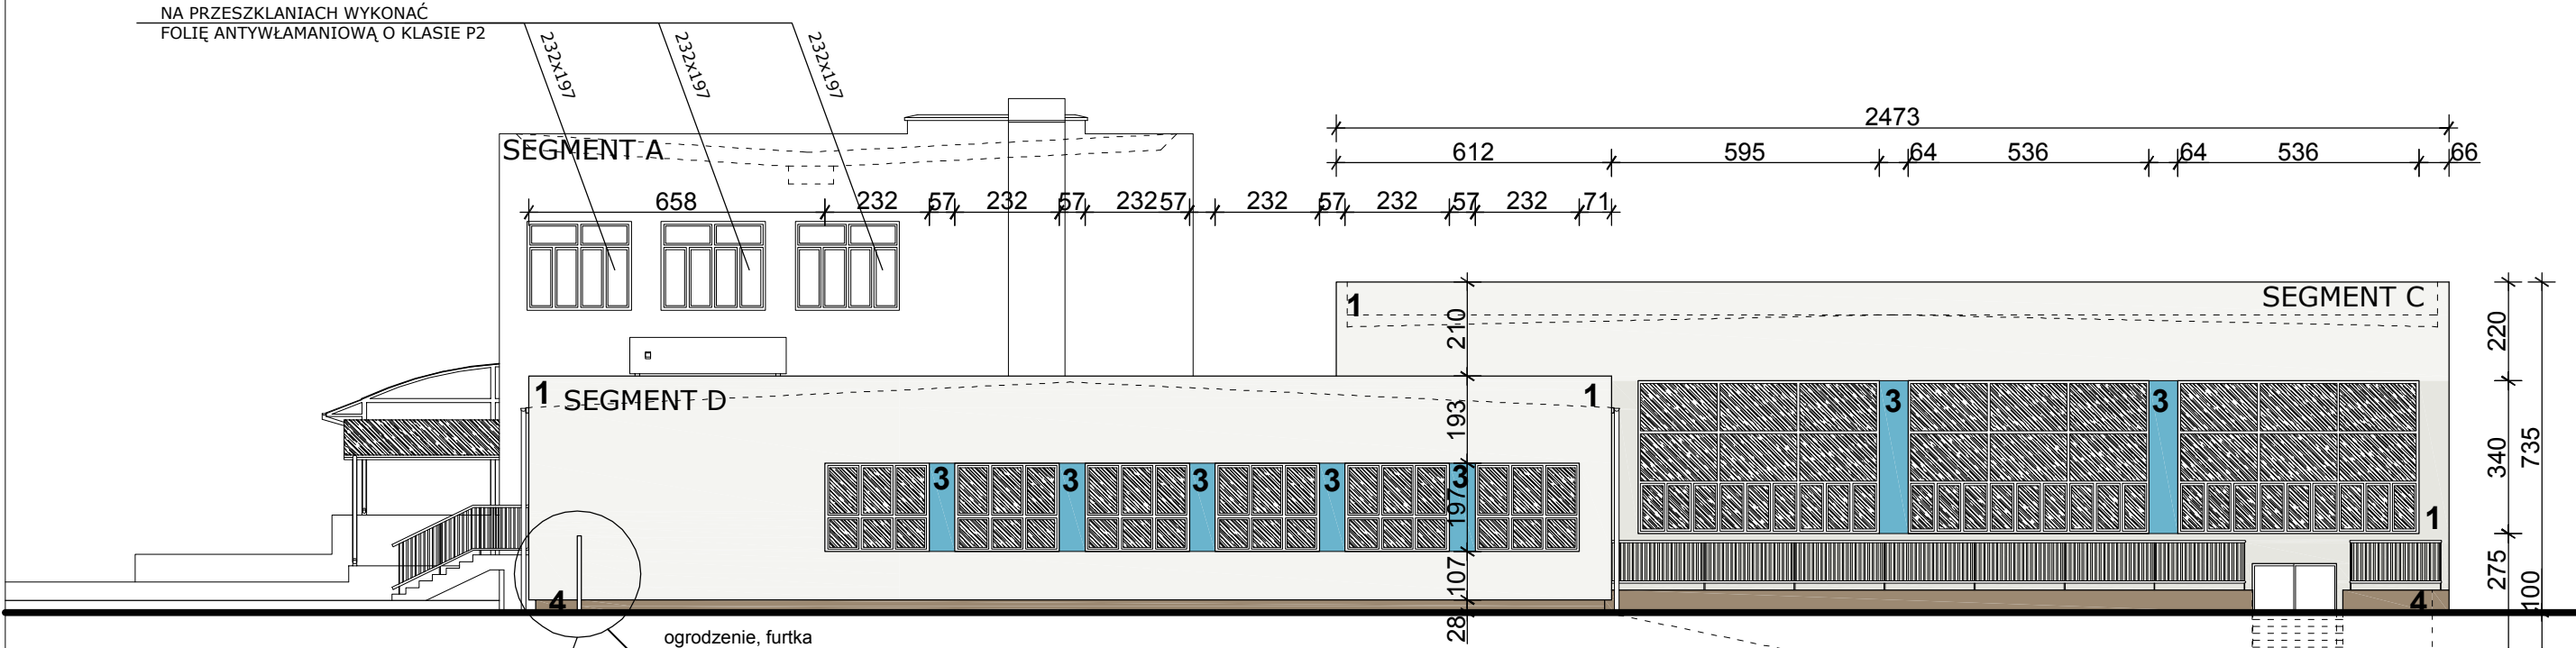 NA PRZESZKLANIACH WYKONAĆ
FOLIĘ ANTYWŁAMANIOWĄ O KLASIE P2
232x197
232x197
232x197
2473
612 595 64 536 64 536 66
SEGMENT A
658 232 57 232 57 232 57 232 57 232 57 232 71
SEGMENT C
1
210
220
1 SEGMENT D 1
193
3 3
340
735
3 3 3 3 3
197
1
107
275
4
4
100
28
ogrodzenie, furtka